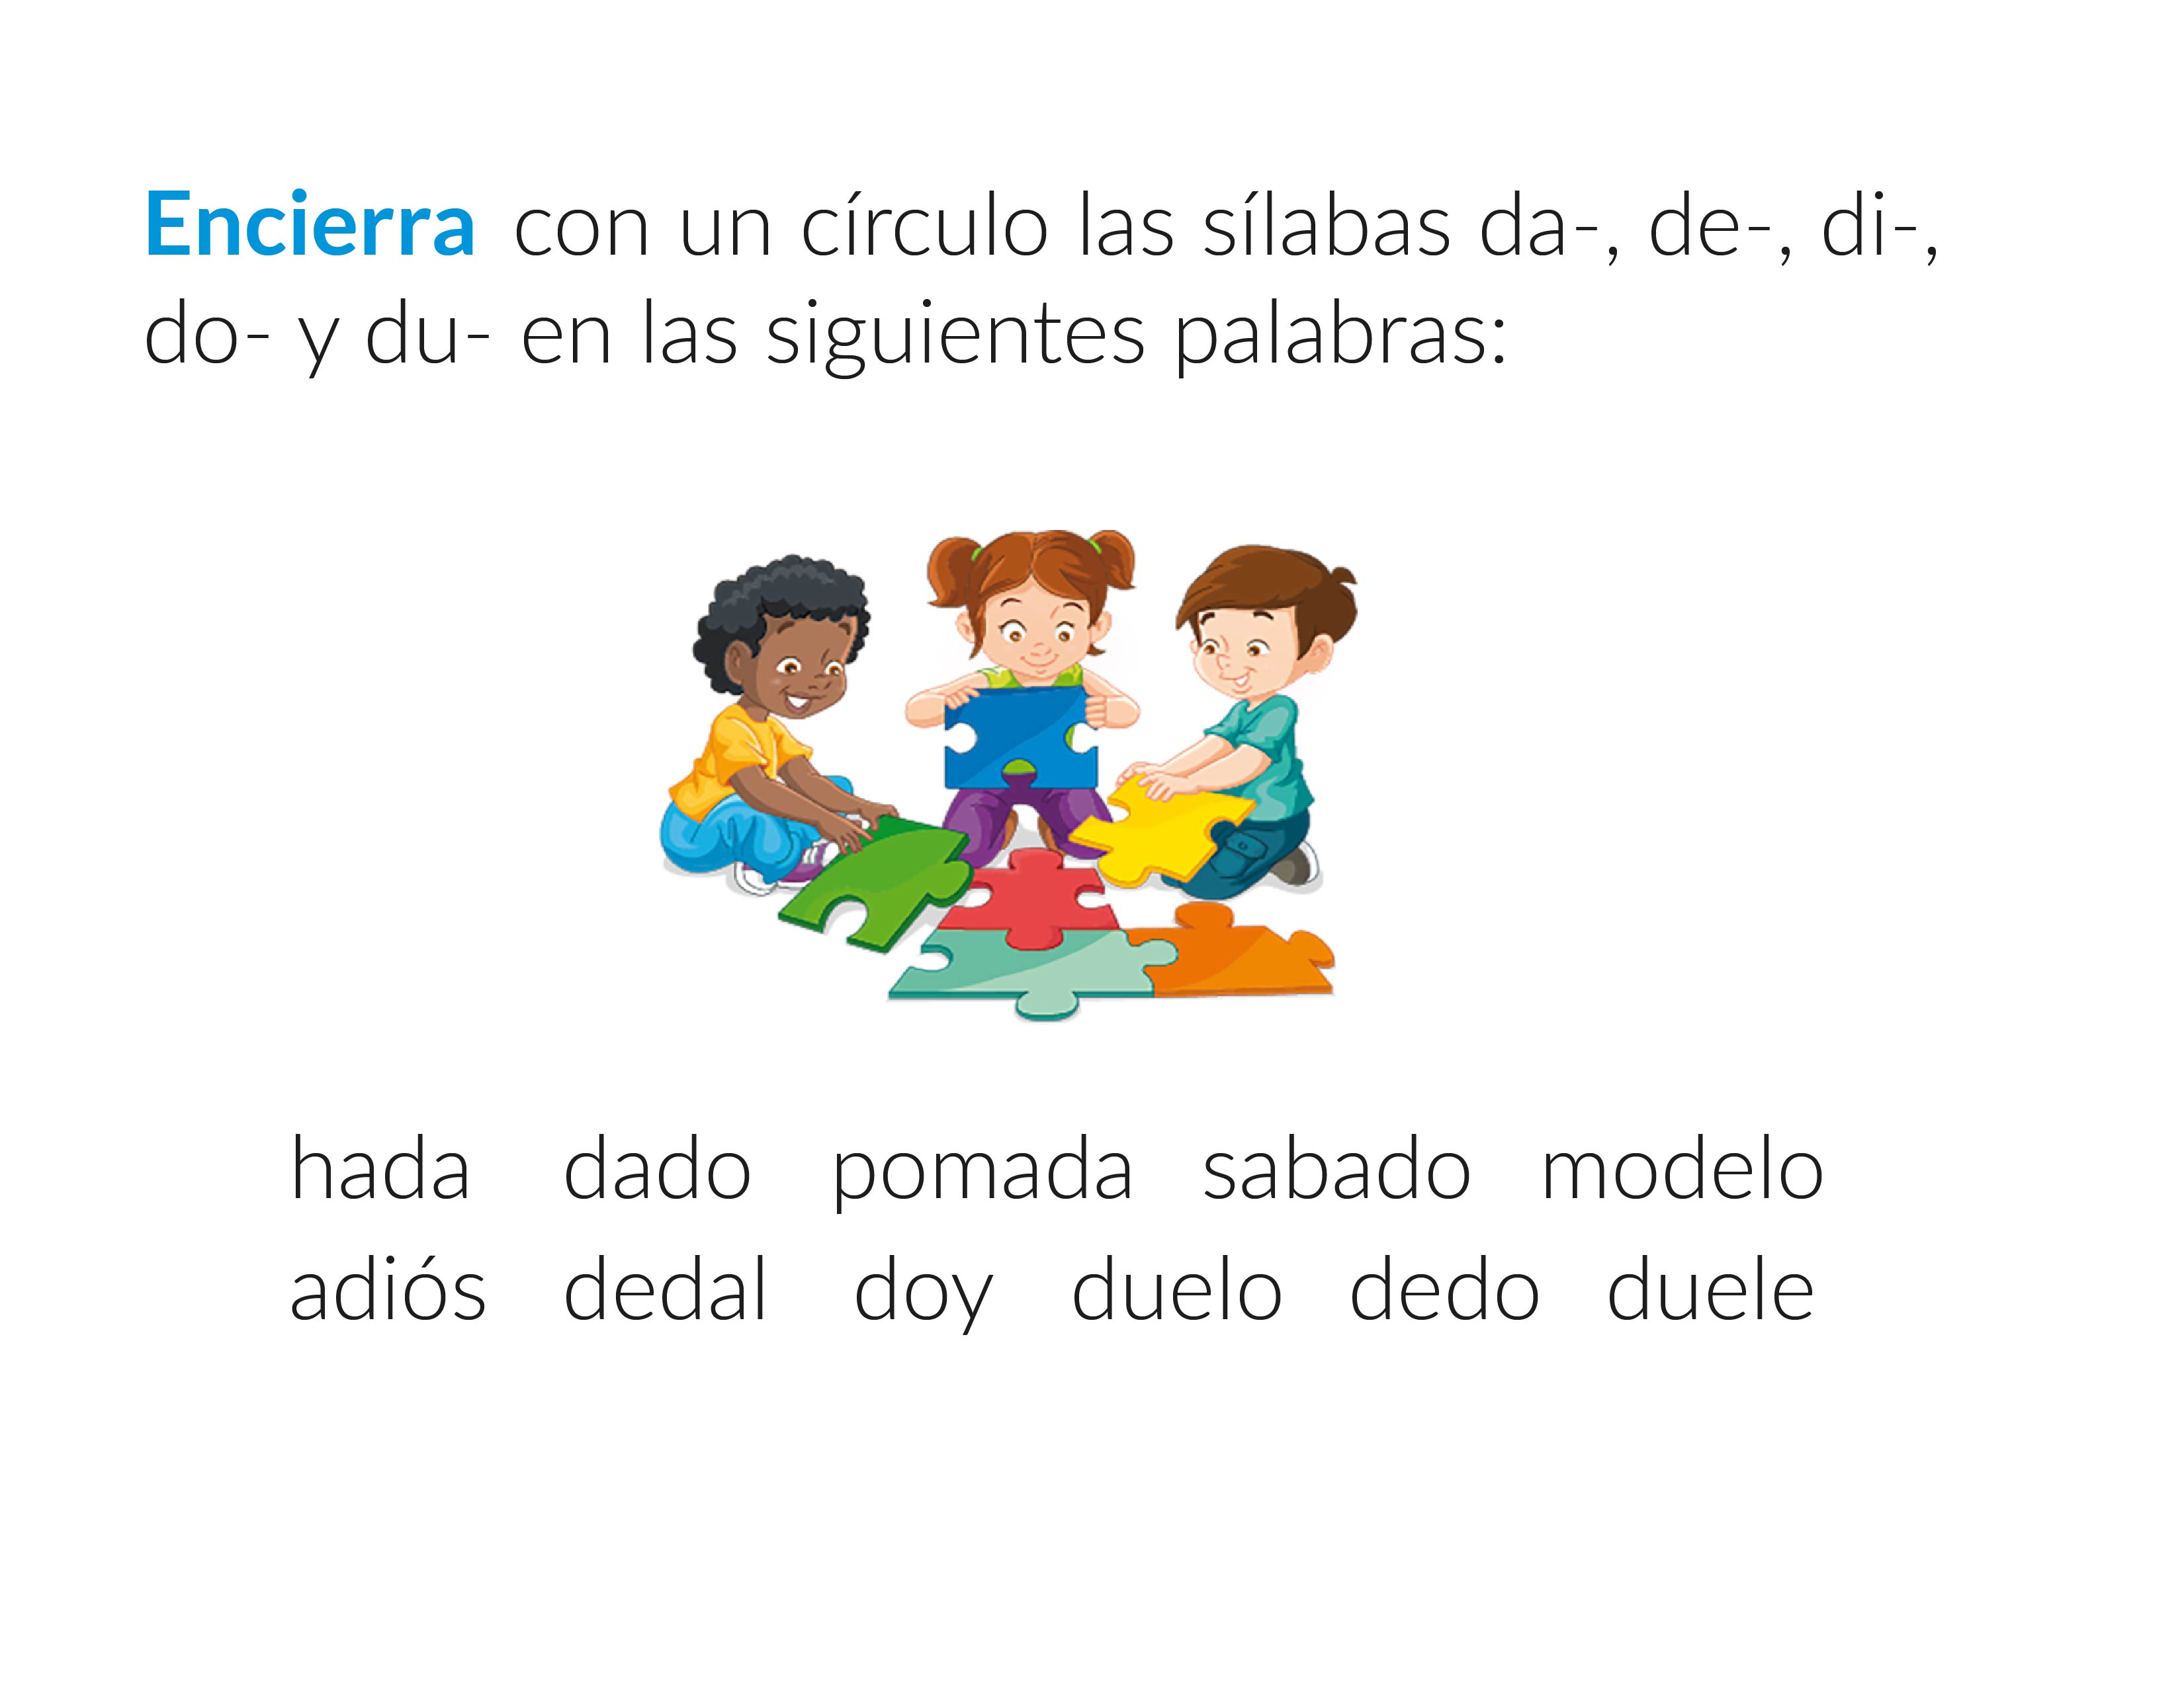 Encierra con un círculo las sílabas da-, de-, di-,
do- y du- en las siguientes palabras:
hada dado pomada sabado modelo
adiós dedal doy duelo dedo duele